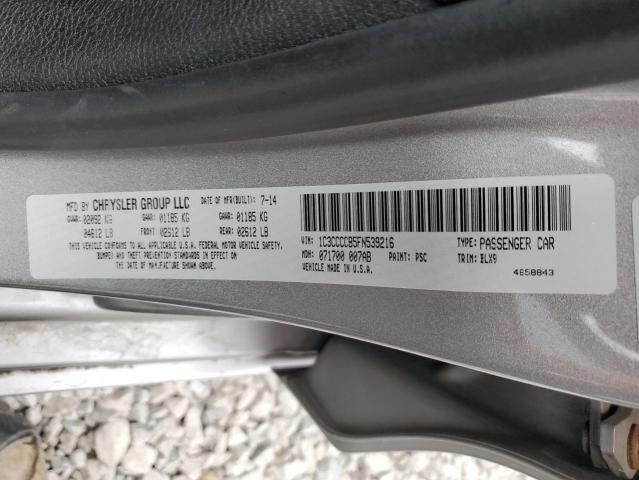 MFD BY CHRYSLER GROUP LLC DATE OF MFR(BUILT): 7-14
GVWR: 02092 KG GAWR: 01185 KG GAWR: 01185 KG
04612 LB FRONT: 02612 LB REAR: 02612 LB
THIS VEHICLE CONFORMS TO ALL APPLICABLE U.S.A. FEDERAL MOTOR VEHICLE SAFETY,
BUMPER AND THEFT PREVENTION STANDARDS IN EFFECT ON
THE DATE OF MANUFACTURE SHOWN ABOVE.
VIN: 1C3CCCCB5FN539216 TYPE: PASSENGER CAR
MDH: 071700 007AB PAINT: PSC TRIM: BLX9
VEHICLE MADE IN U.S.A. 4658843